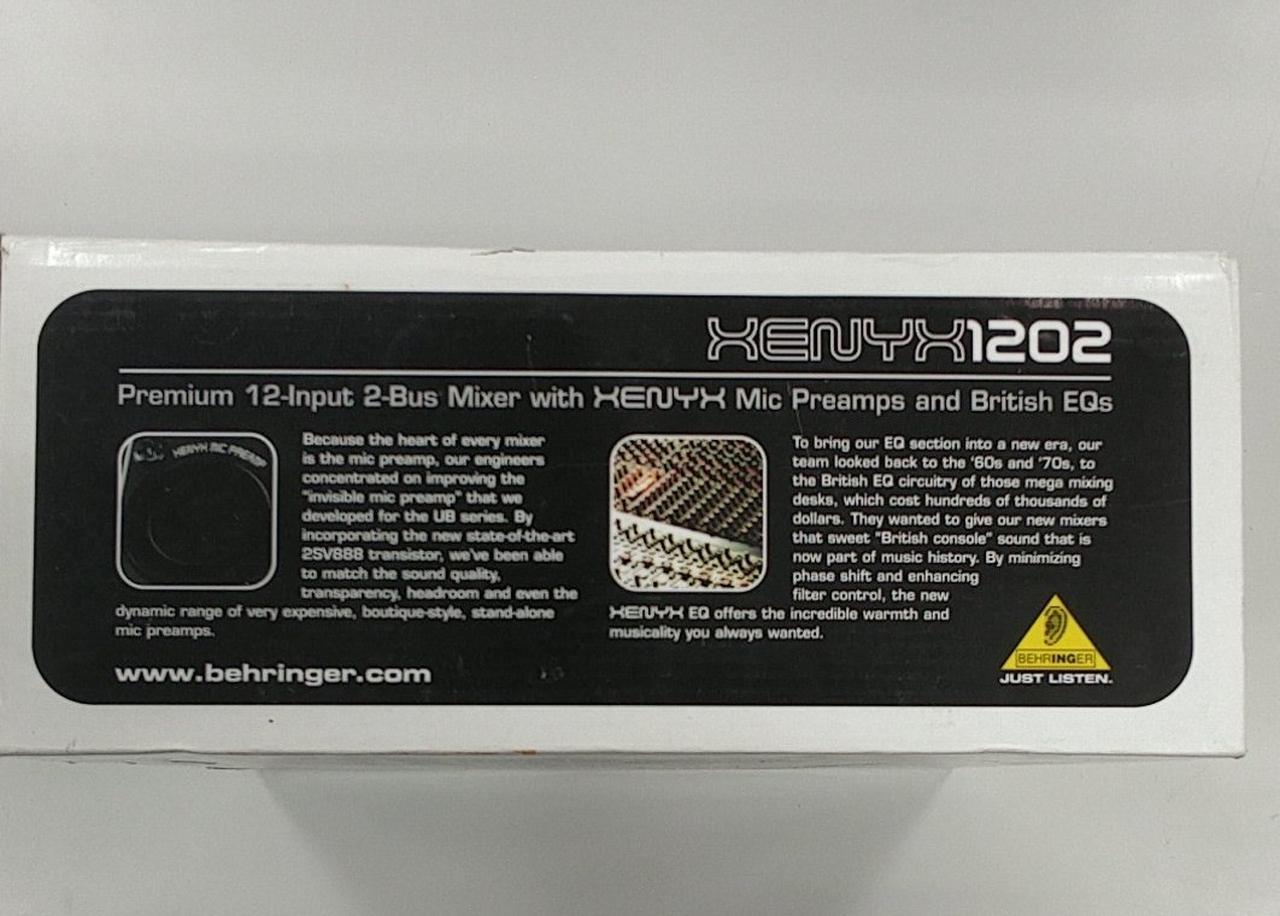 XENYX1202
Premium 12-Input 2-Bus Mixer with XENYX Mic Preamps and British EQs
XENYX MIC PREAMP
Because the heart of every mixer
is the mic preamp, our engineers
concentrated on improving the
"invisible mic preamp" that we
developed for the UB series. By
incorporating the new state-of-the-art
2SV888 transistor, we've been able
to match the sound quality,
transparency, headroom and even the
dynamic range of very expensive, boutique-style, stand-alone
mic preamps.
To bring our EQ section into a new era, our
team looked back to the '60s and '70s, to
the British EQ circuitry of those mega mixing
desks, which cost hundreds of thousands of
dollars. They wanted to give our new mixers
that sweet "British console" sound that is
now part of music history. By minimizing
phase shift and enhancing
filter control, the new
XENYX EQ offers the incredible warmth and
musicality you always wanted.
www.behringer.com
BEHRINGER
JUST LISTEN.